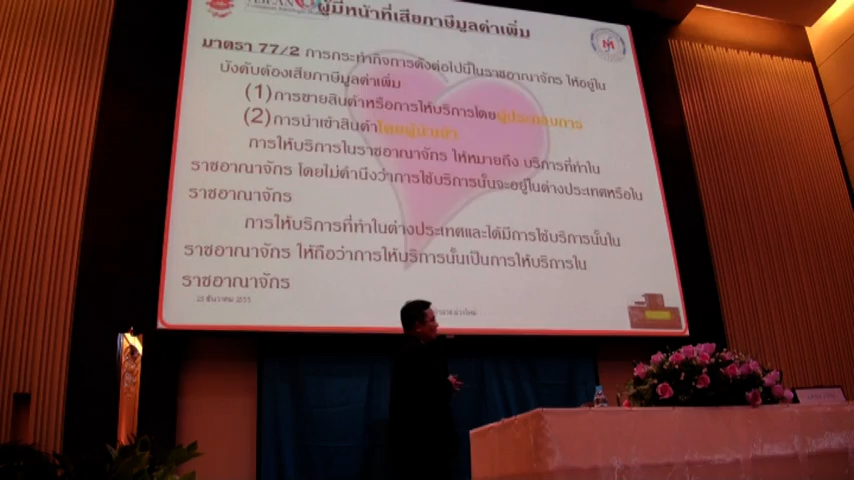 ผู้มีหน้าที่เสียภาษีมูลค่าเพิ่ม
มาตรา 77/2 การกระทำกิจการดังต่อไปนี้ในราชอาณาจักร ให้อยู่ใน
บังคับต้องเสียภาษีมูลค่าเพิ่ม
(1)การขายสินค้าหรือการให้บริการโดยผู้ประกอบการ
(2)การนำเข้าสินค้าโดยผู้นำเข้า
การให้บริการในราชอาณาจักร ให้หมายถึง บริการที่ทำใน
ราชอาณาจักร โดยไม่คำนึงว่าการใช้บริการนั้นจะอยู่ในต่างประเทศหรือใน
ราชอาณาจักร
การให้บริการที่ทำในต่างประเทศและได้มีการใช้บริการนั้นใน
ราชอาณาจักร ให้ถือว่าการให้บริการนั้นเป็นการให้บริการใน
ราชอาณาจักร
ธันวาคม 2555